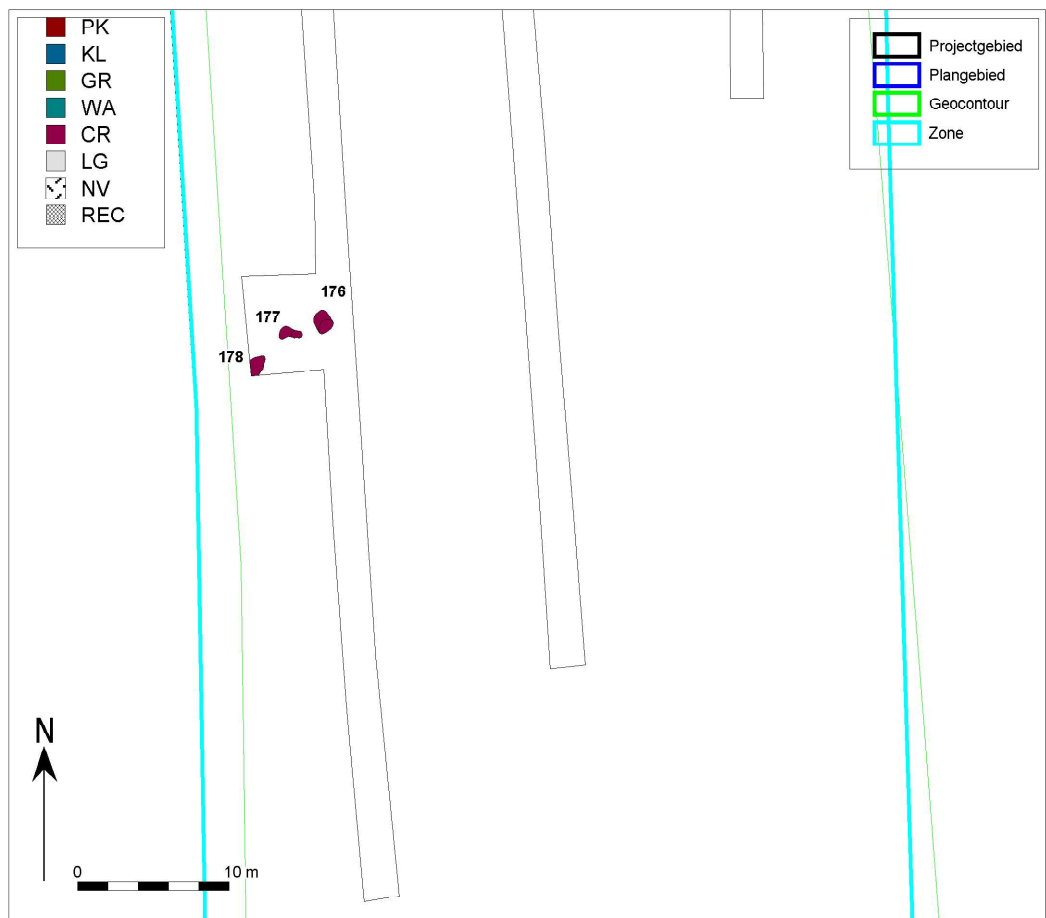 PK
KL
GR
WA
CR
LG
NV
REC
Projectgebied
Plangebied
Geocontour
Zone
176
177
178
N
0 10 m